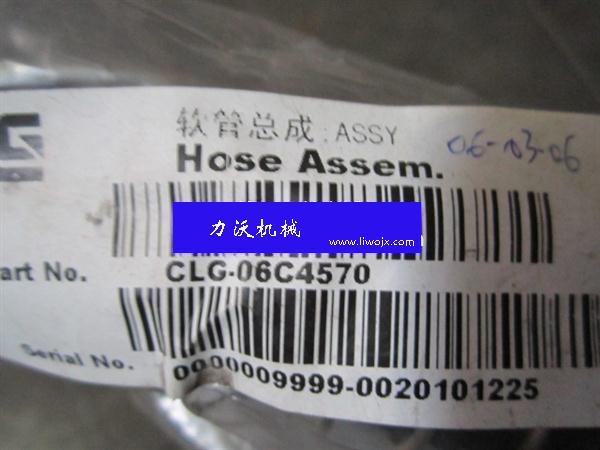 软管总成:ASSY
06-03-06
Hose Assem.
力沃机械
www.liwojx.com
art No. CLG-06C4570
Serial No. 0000009999-0020101225